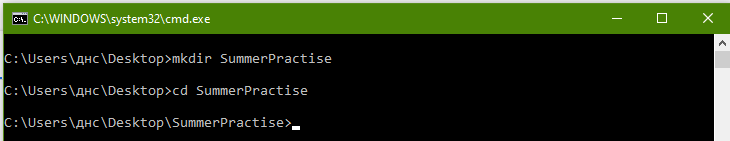 C:\WINDOWS\system32\cmd.exe
C:\Users\днс\Desktop>mkdir SummerPractise
C:\Users\днс\Desktop>cd SummerPractise
C:\Users\днс\Desktop\SummerPractise>